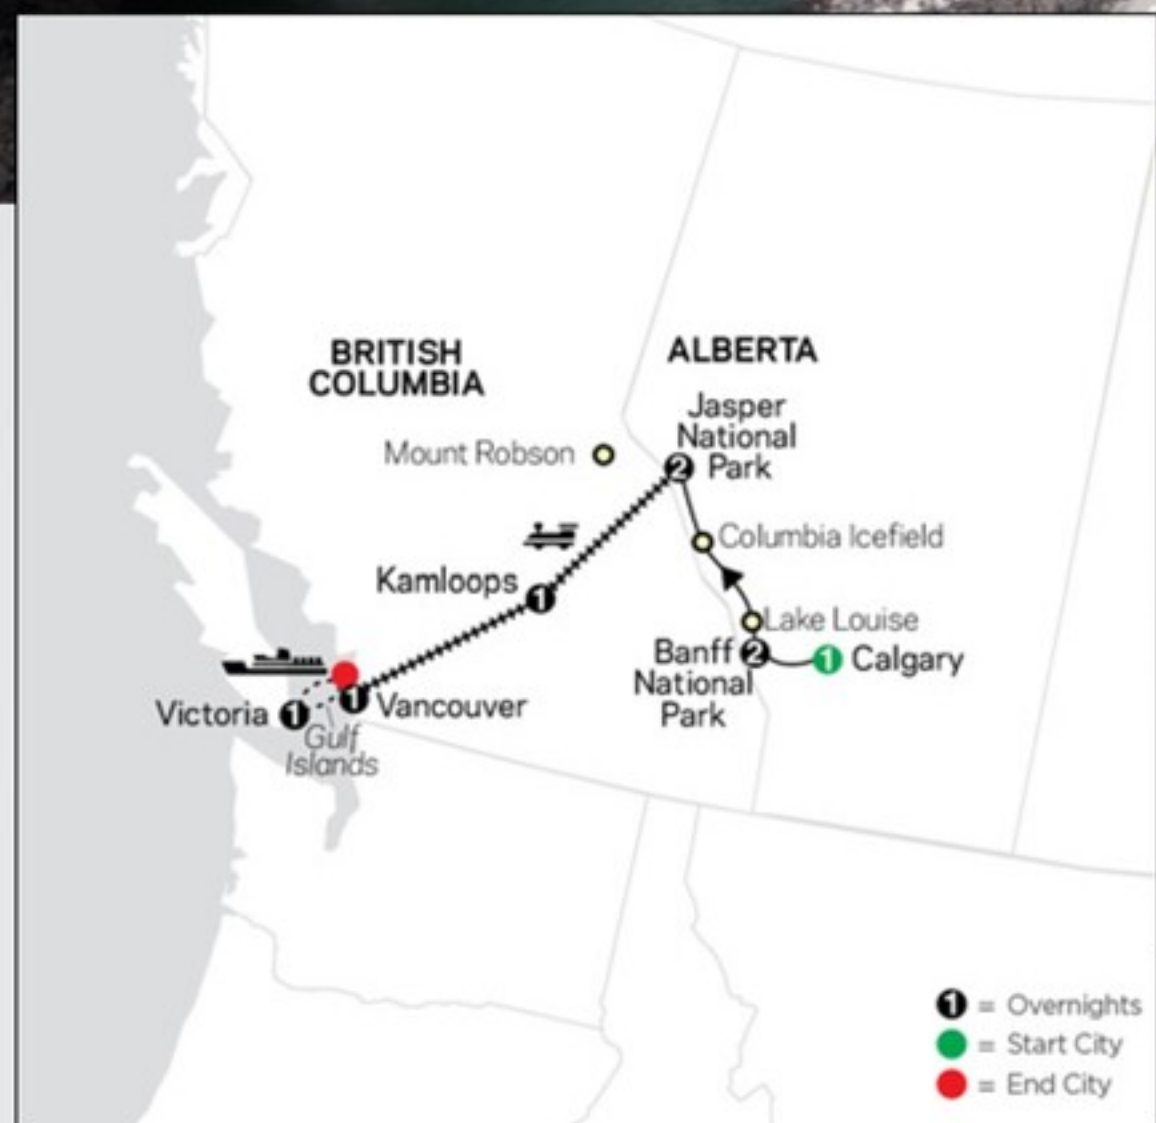 BRITISH
COLUMBIA
ALBERTA
Jasper
National
2 Park
Mount Robson
Columbia Icefield
Kamloops 1
Lake Louise
Banff 2
National
Park
1 Calgary
Victoria 1
1 Vancouver
Gulf
Islands
1 = Overnights
= Start City
= End City